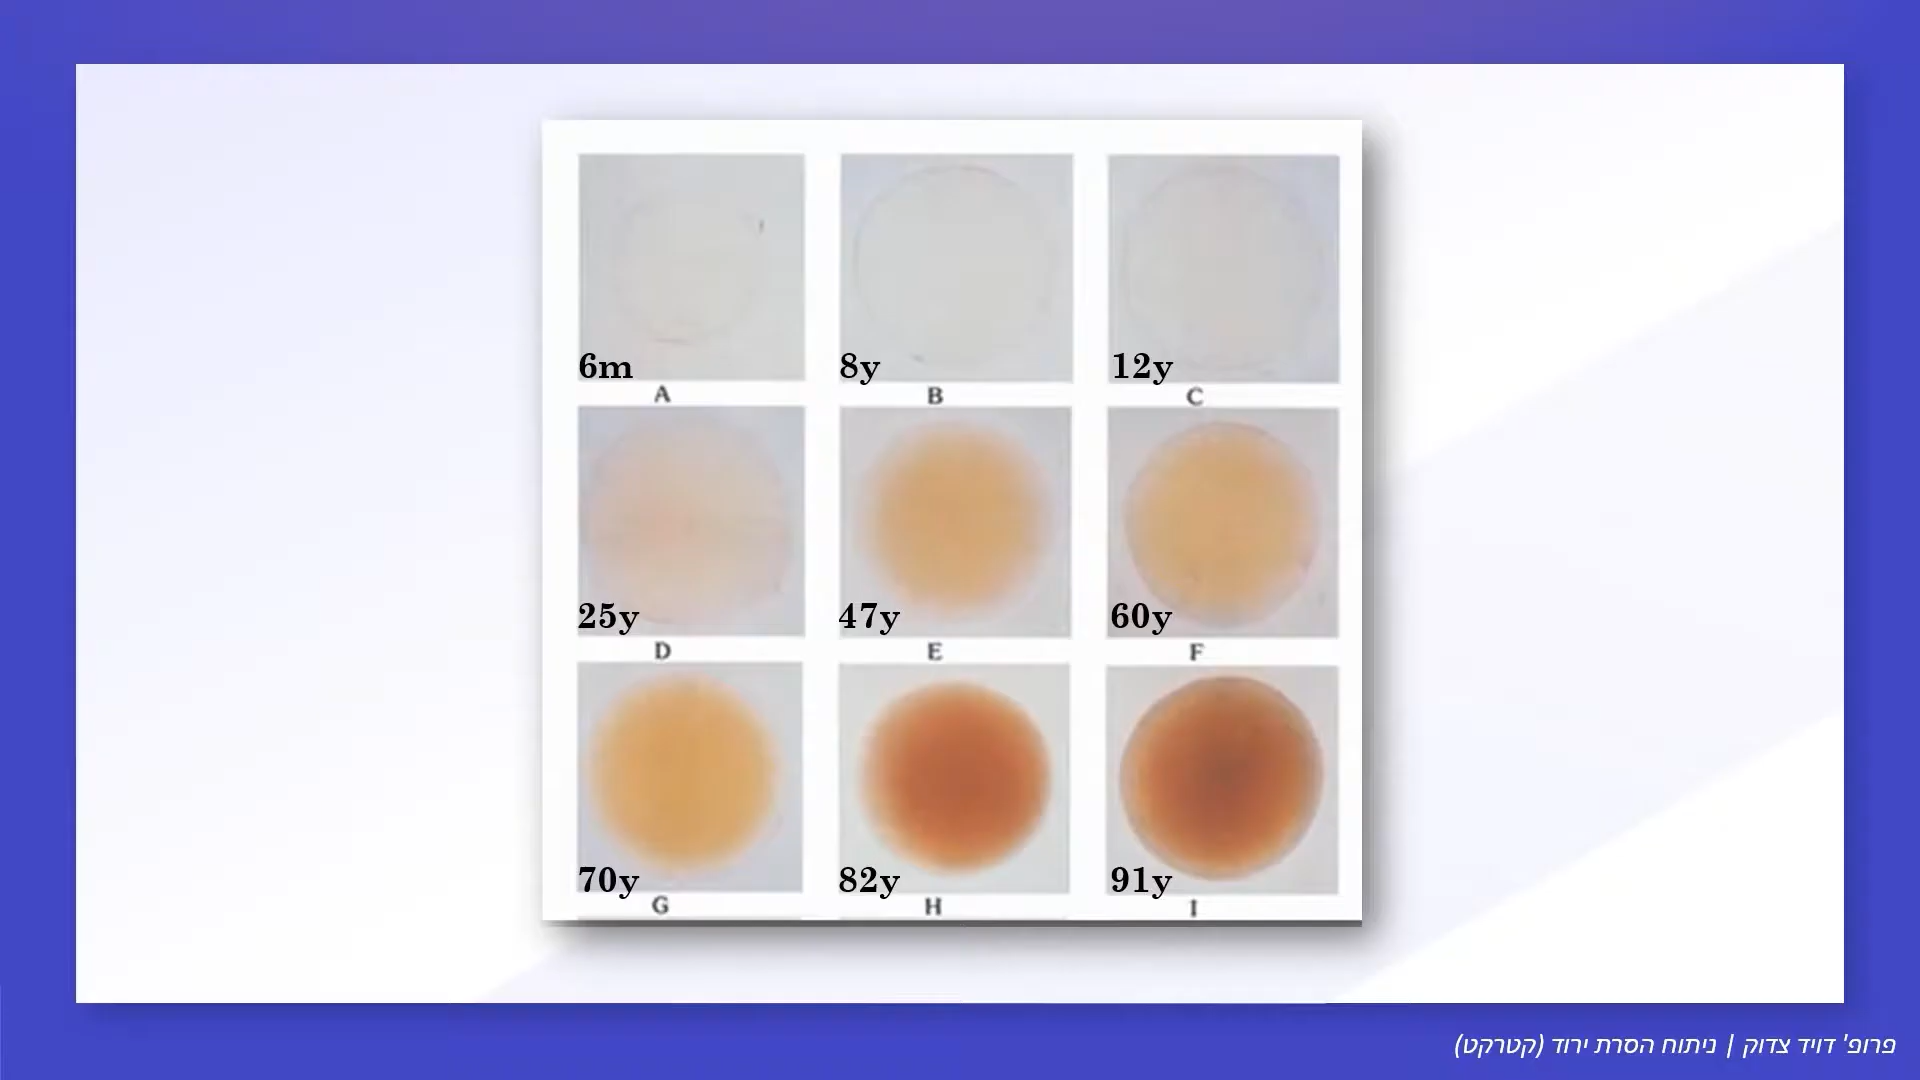 6m 8y 12y
A B C
25y 47y 60y
D E F
70y 82y 91y
G H I
פרופ' דויד צדוק | ניתוח הסרת ירוד (קטרקט)